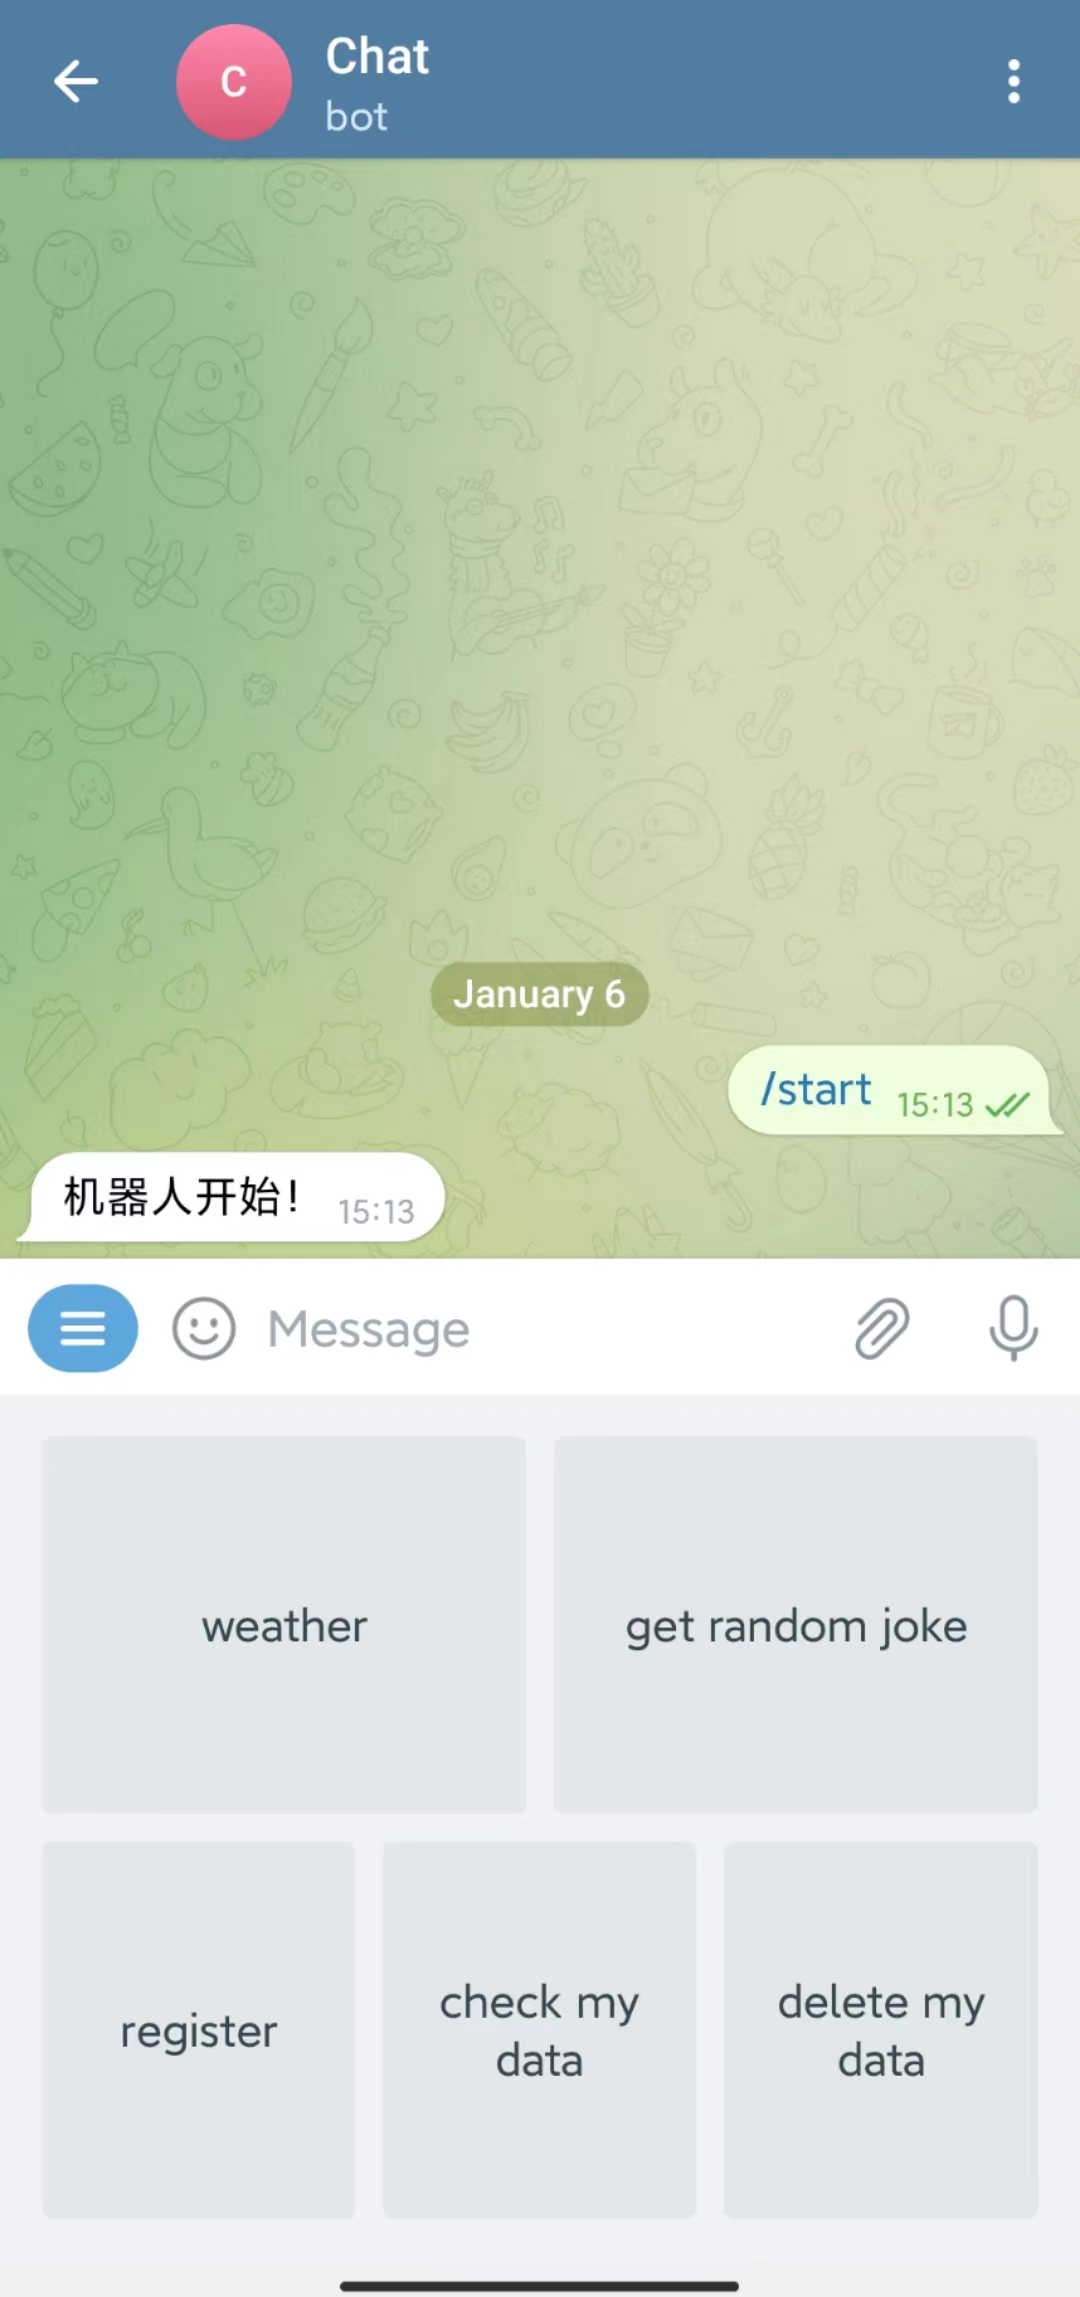 C
Chat
bot
January 6
/start 15:13
机器人开始！ 15:13
Message
weather
get random joke
register
check my
data
delete my
data